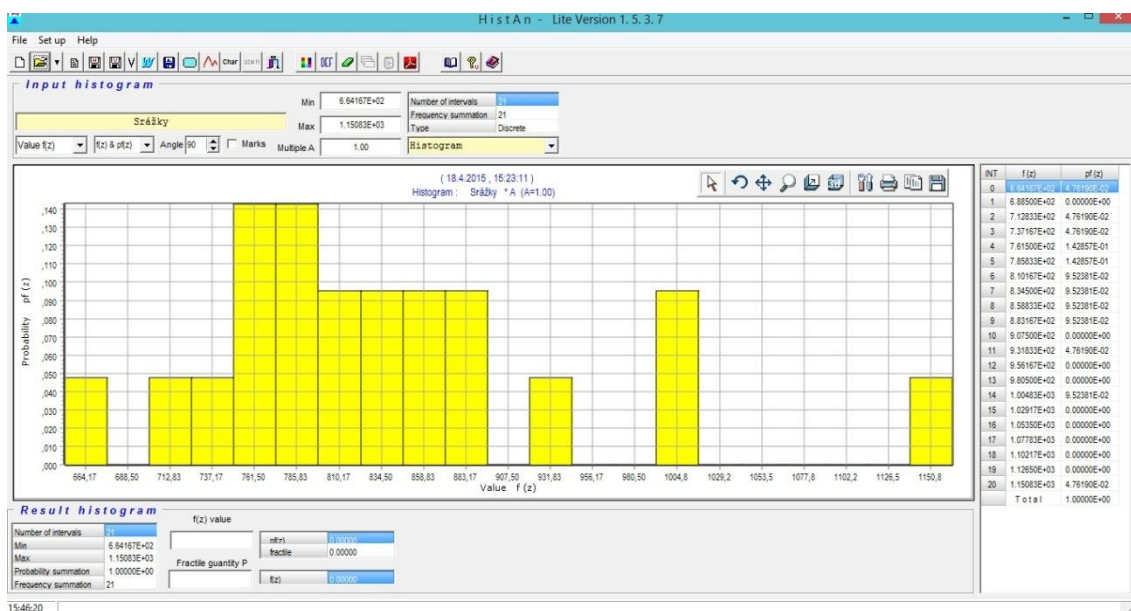 HistAn - Lite Version 1.5.3.7
File Set up Help
Char
Input histogram
Srážky
Min 6.64167E+02
Max 1.15083E+03
Multiple A 1.00
Number of intervals 21
Frequency summation 21
Type Discrete
Histogram
Value f(z) f(z) & pf(z) Angle 90 Marks
( 18.4.2015 , 15:23:11 )
Histogram : Srážky * A (A=1.00)
Probability pf (z)
,140
,130
,120
,110
,100
,090
,080
,070
,060
,050
,040
,030
,020
,010
,000
664,17 688,50 712,83 737,17 761,50 785,83 810,17 834,50 858,83 883,17 907,50 931,83 956,17 980,50 1004,8 1029,2 1053,5 1077,8 1102,2 1126,5 1150,8
Value f (z)
INT f (z) pf (z)
0 6.64167E+02 4.76190E-02
1 6.88500E+02 0.00000E+00
2 7.12833E+02 4.76190E-02
3 7.37167E+02 4.76190E-02
4 7.61500E+02 1.42857E-01
5 7.85833E+02 1.42857E-01
6 8.10167E+02 9.52381E-02
7 8.34500E+02 9.52381E-02
8 8.58833E+02 9.52381E-02
9 8.83167E+02 9.52381E-02
10 9.07500E+02 0.00000E+00
11 9.31833E+02 4.76190E-02
12 9.56167E+02 0.00000E+00
13 9.80500E+02 0.00000E+00
14 1.00483E+03 9.52381E-02
15 1.02917E+03 0.00000E+00
16 1.05350E+03 0.00000E+00
17 1.07783E+03 0.00000E+00
18 1.10217E+03 0.00000E+00
19 1.12650E+03 0.00000E+00
20 1.15083E+03 4.76190E-02
Total 1.00000E+00
Result histogram
Number of intervals 21
Min 6.64167E+02
Max 1.15083E+03
Probability summation 1.00000E+00
Frequency summation 21
f(z) value
pf(z) 0.00000
fractile 0.00000
Fractile guantity P
f(z) 0.00000
15:46:20